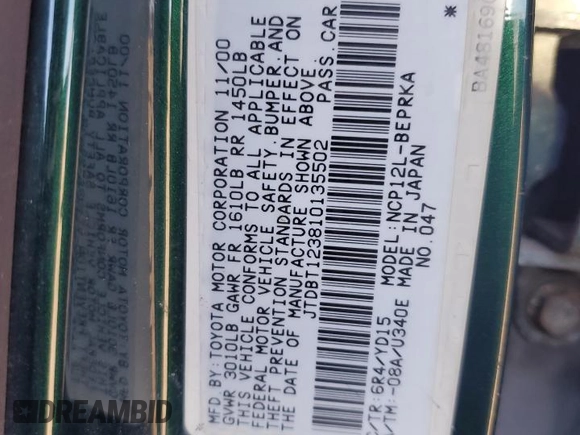 MFD. BY: TOYOTA MOTOR CORPORATION 11/00
GVWR 3010LB GAWR FR 1610LB RR 1450LB
THIS VEHICLE CONFORMS TO ALL APPLICABLE
FEDERAL MOTOR VEHICLE SAFETY, BUMPER, AND
THEFT PREVENTION STANDARDS IN EFFECT ON
THE DATE OF MANUFACTURE SHOWN ABOVE.
JTDBT123810135502 PASS. CAR
*
C/TR: 6R4/YD15 MODEL: NCP12L-BEPRKA
/TM: -08A/U340E MADE IN JAPAN
NO. 047
DREAMBID